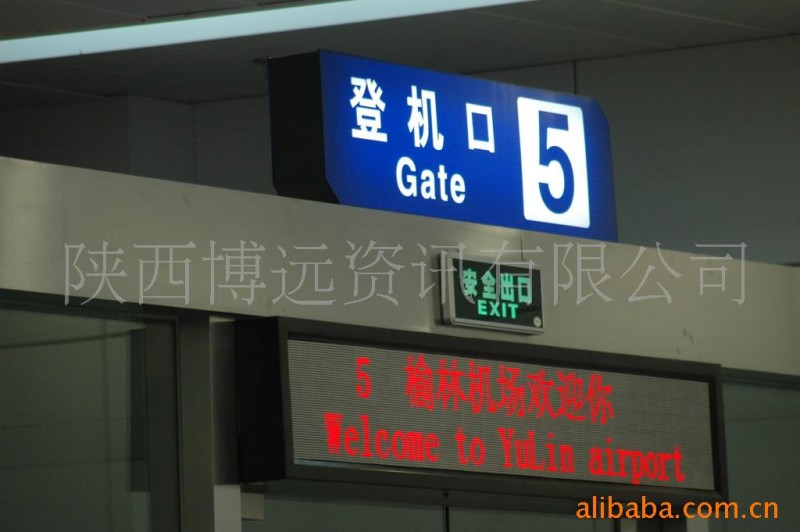 登机口
Gate
5
陕西博远资讯有限公司
安全出口
EXIT
5 榆林机场欢迎你
Welcome to YuLin airport
alibaba.com.cn